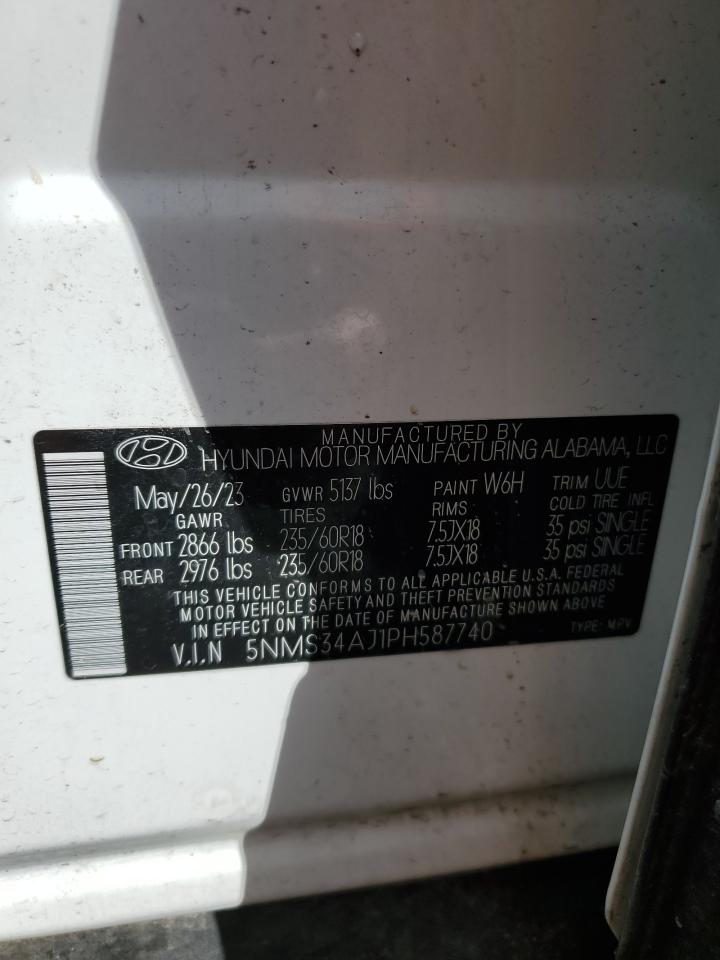 MANUFACTURED BY
HYUNDAI MOTOR MANUFACTURING ALABAMA, LLC
May/26/23 GVWR 5137 lbs PAINT W6H TRIM UUE
GAWR TIRES RIMS COLD TIRE INFL
FRONT 2866 lbs 235/60R18 7.5JX18 35 psi SINGLE
REAR 2976 lbs 235/60R18 7.5JX18 35 psi SINGLE
THIS VEHICLE CONFORMS TO ALL APPLICABLE U.S.A. FEDERAL
MOTOR VEHICLE SAFETY AND THEFT PREVENTION STANDARDS
IN EFFECT ON THE DATE OF MANUFACTURE SHOWN ABOVE
V.I.N 5NMS34AJ1PH587740 TYPE: MPV